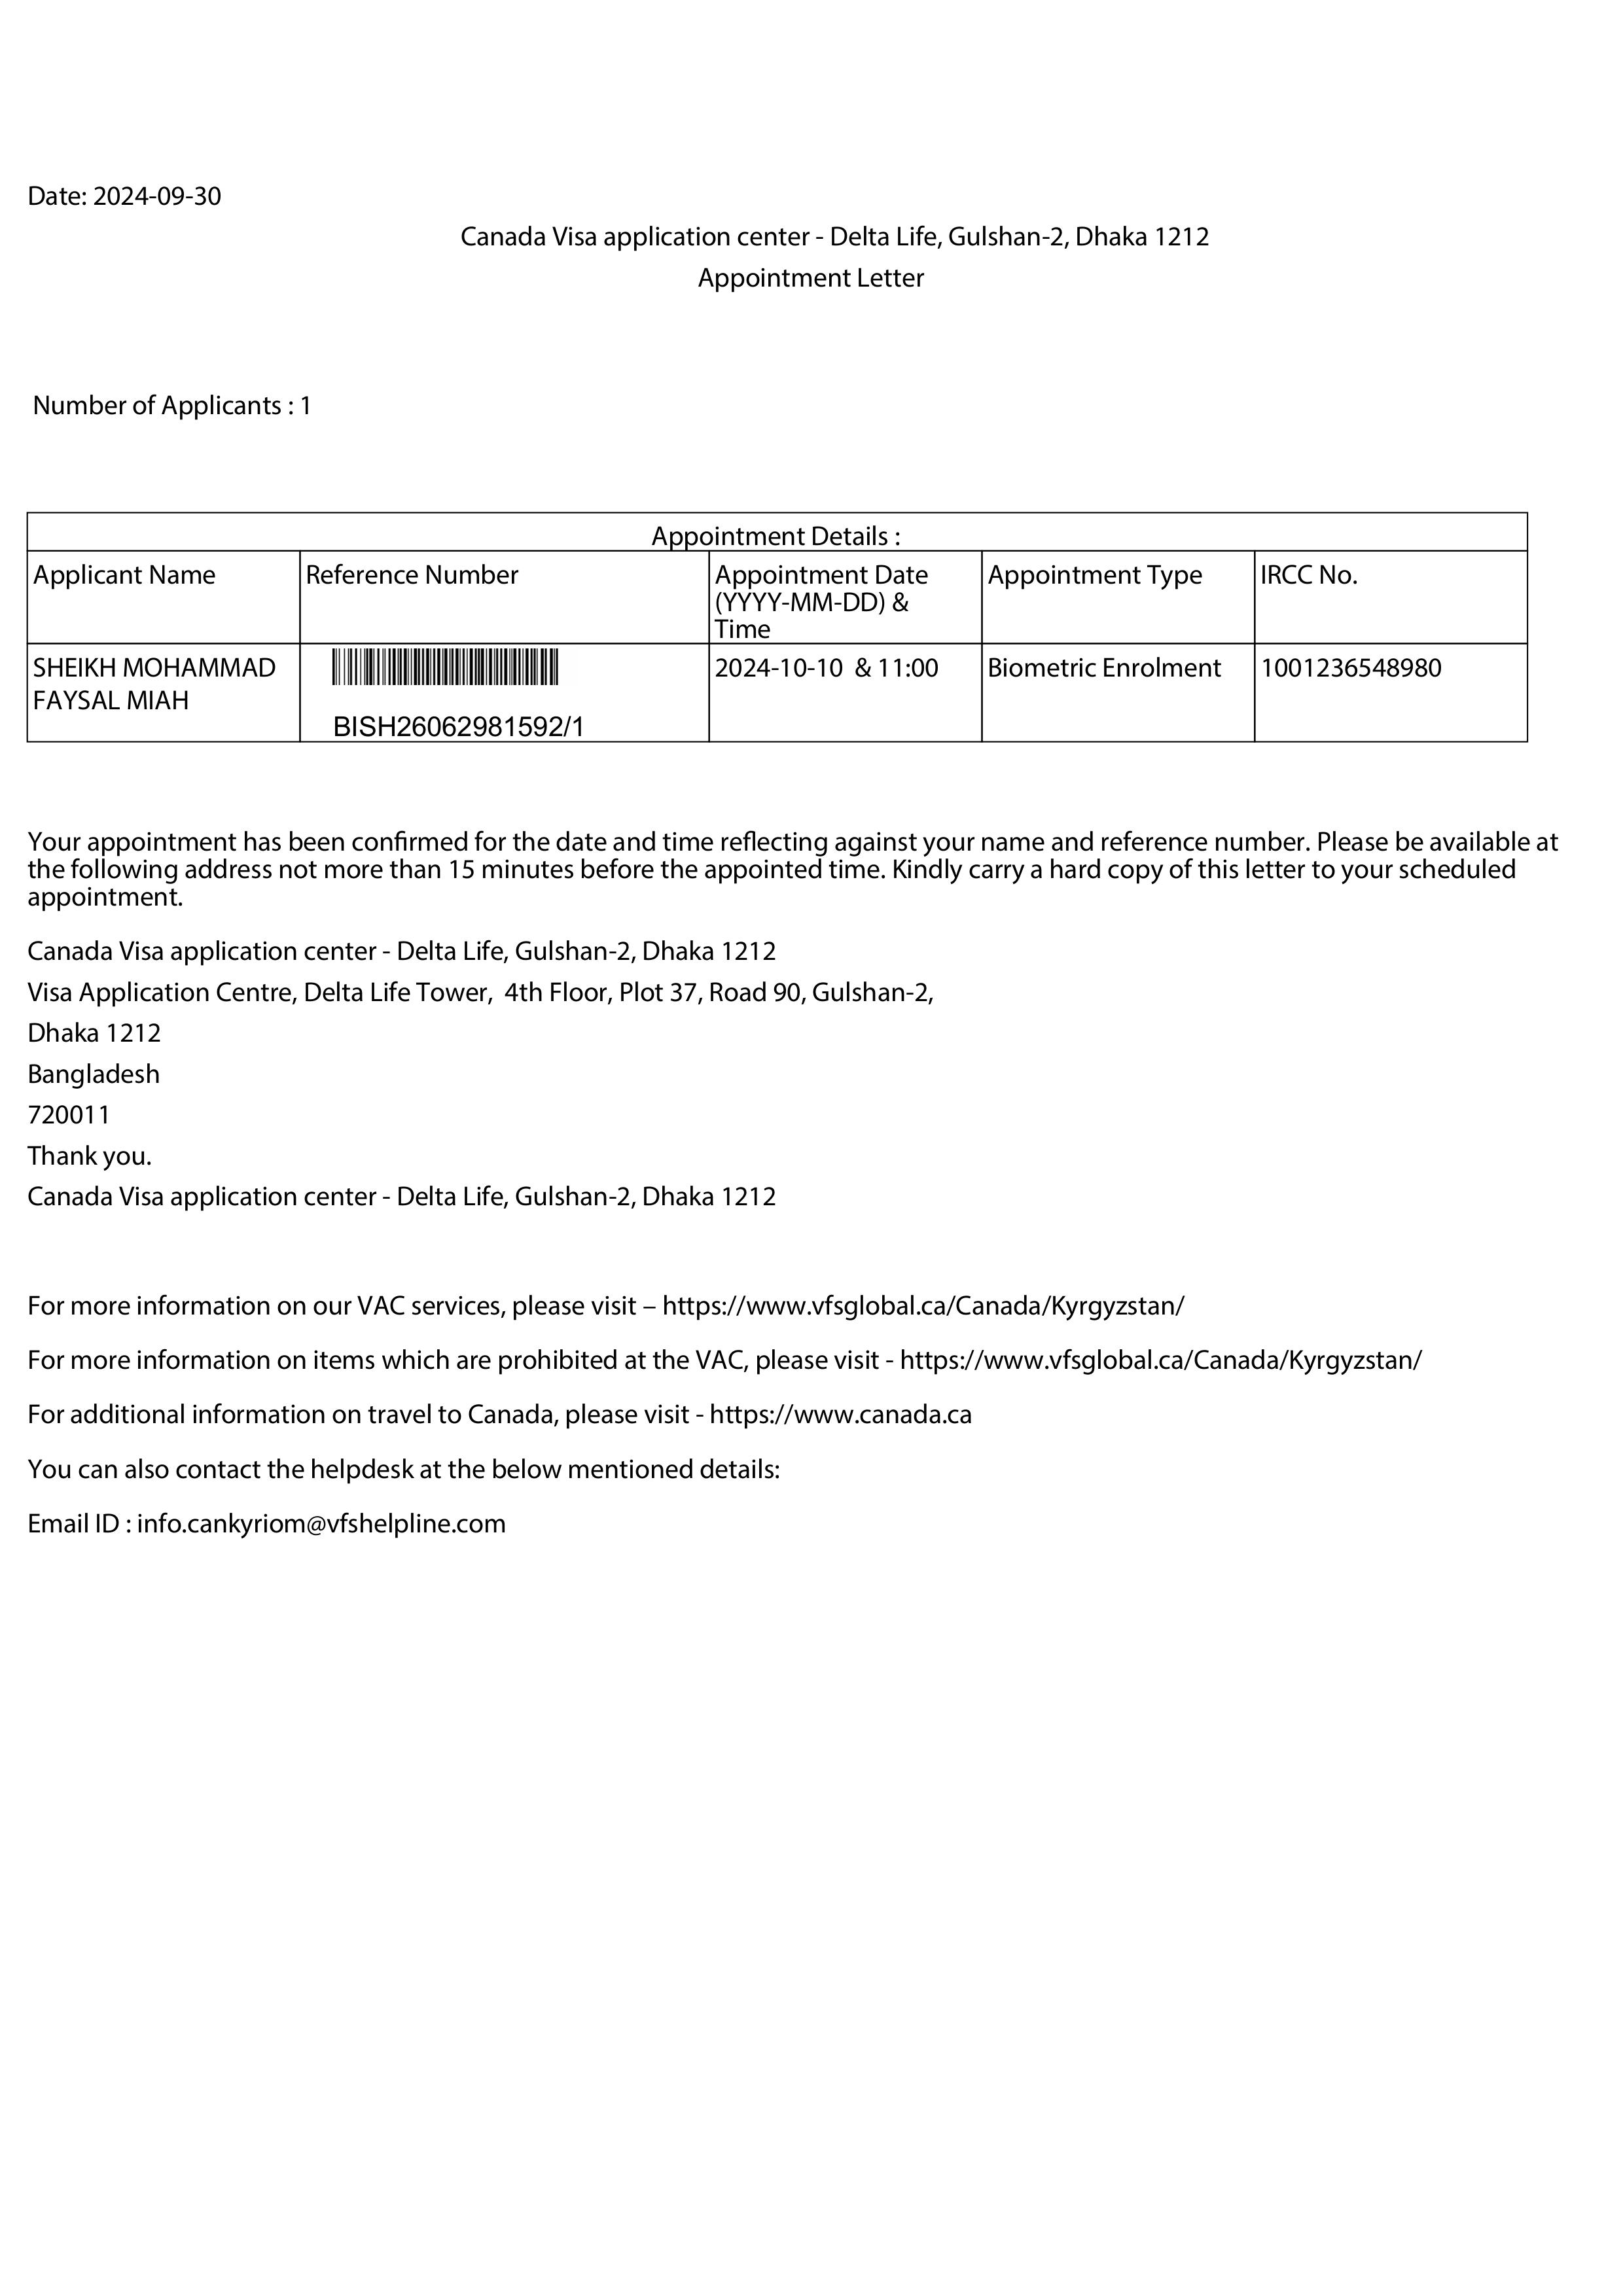 Date: 2024-09-30
Canada Visa application center - Delta Life, Gulshan-2, Dhaka 1212
Appointment Letter
Number of Applicants : 1
Appointment Details :
Applicant Name
Reference Number
Appointment Date
(YYYY-MM-DD) &
Time
Appointment Type
IRCC No.
SHEIKH MOHAMMAD
FAYSAL MIAH
BISH26062981592/1
2024-10-10 & 11:00
Biometric Enrolment
1001236548980
Your appointment has been confirmed for the date and time reflecting against your name and reference number. Please be available at
the following address not more than 15 minutes before the appointed time. Kindly carry a hard copy of this letter to your scheduled
appointment.
Canada Visa application center - Delta Life, Gulshan-2, Dhaka 1212
Visa Application Centre, Delta Life Tower, 4th Floor, Plot 37, Road 90, Gulshan-2,
Dhaka 1212
Bangladesh
720011
Thank you.
Canada Visa application center - Delta Life, Gulshan-2, Dhaka 1212
For more information on our VAC services, please visit – https://www.vfsglobal.ca/Canada/Kyrgyzstan/
For more information on items which are prohibited at the VAC, please visit - https://www.vfsglobal.ca/Canada/Kyrgyzstan/
For additional information on travel to Canada, please visit - https://www.canada.ca
You can also contact the helpdesk at the below mentioned details:
Email ID : info.cankyriom@vfshelpline.com